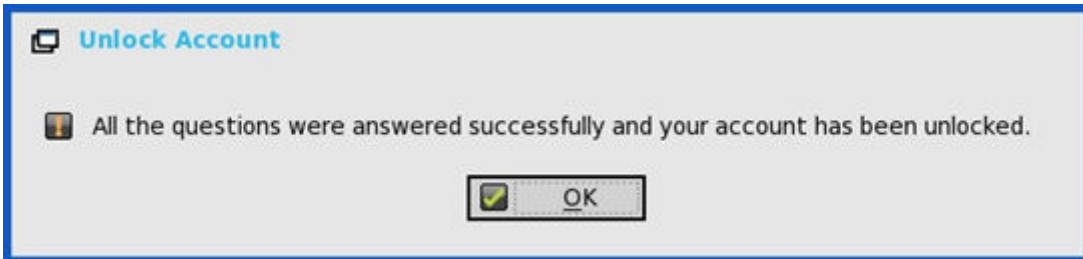 Unlock Account
All the questions were answered successfully and your account has been unlocked.
OK